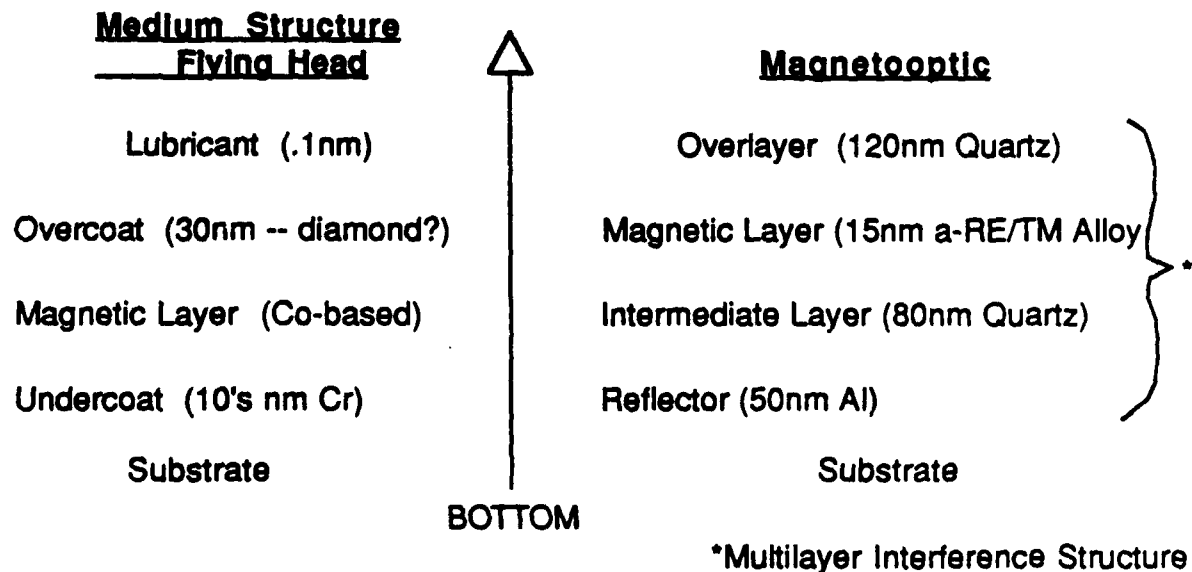 Medium Structure
Flying Head
Lubricant (.1nm)
Overcoat (30nm -- diamond?)
Magnetic Layer (Co-based)
Undercoat (10's nm Cr)
Substrate
BOTTOM
Magnetooptic
Overlayer (120nm Quartz)
Magnetic Layer (15nm a-RE/TM Alloy
Intermediate Layer (80nm Quartz)
Reflector (50nm Al)
Substrate
*
*Multilayer Interference Structure